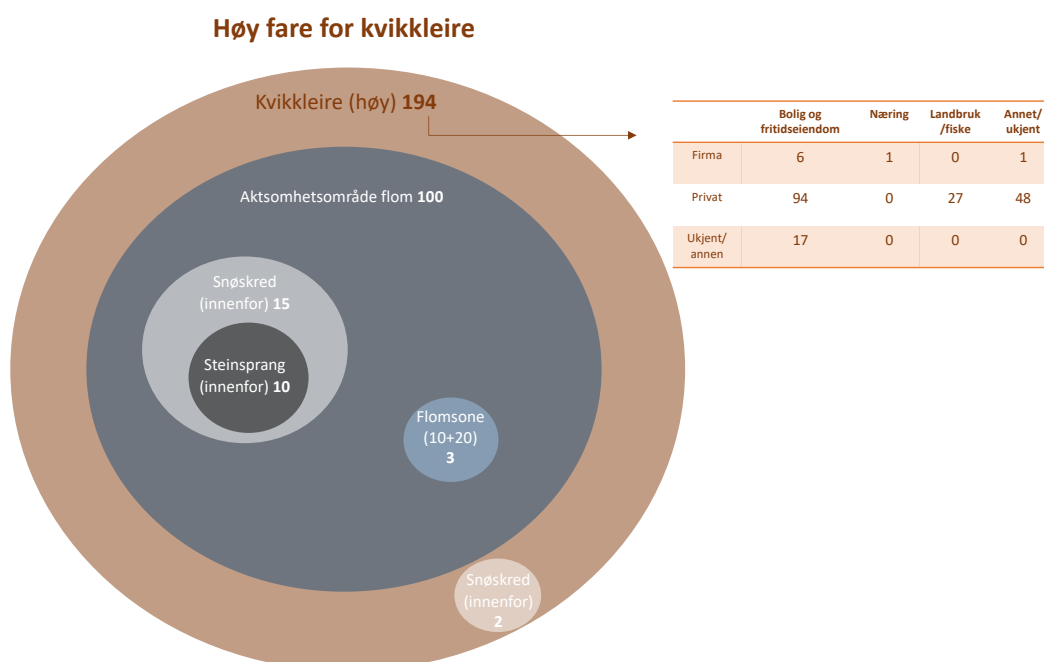 Høy fare for kvikkleire
Kvikkleire (høy) 194
Aktsomhetsområde flom 100
Snøskred
(innenfor) 15
Steinsprang
(innenfor) 10
Flomsone
(10+20)
3
Snøskred
(innenfor)
2
Bolig og fritidseiendom Næring Landbruk /fiske Annet/ ukjent
Firma 6 1 0 1
Privat 94 0 27 48
Ukjent/ annen 17 0 0 0